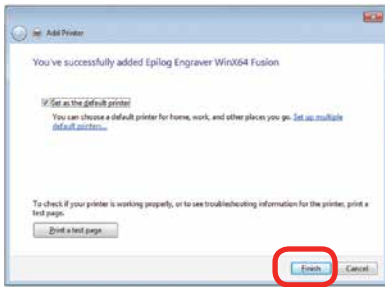 Add Printer
You've successfully added Epilog Engraver WinX64 Fusion
Set as the default printer
You can choose a default printer for home, work, and other places you go. Set up multiple
default printers...
To check if your printer is working properly, or to see troubleshooting information for the printer, print a
test page.
Print a test page
Finish
Cancel